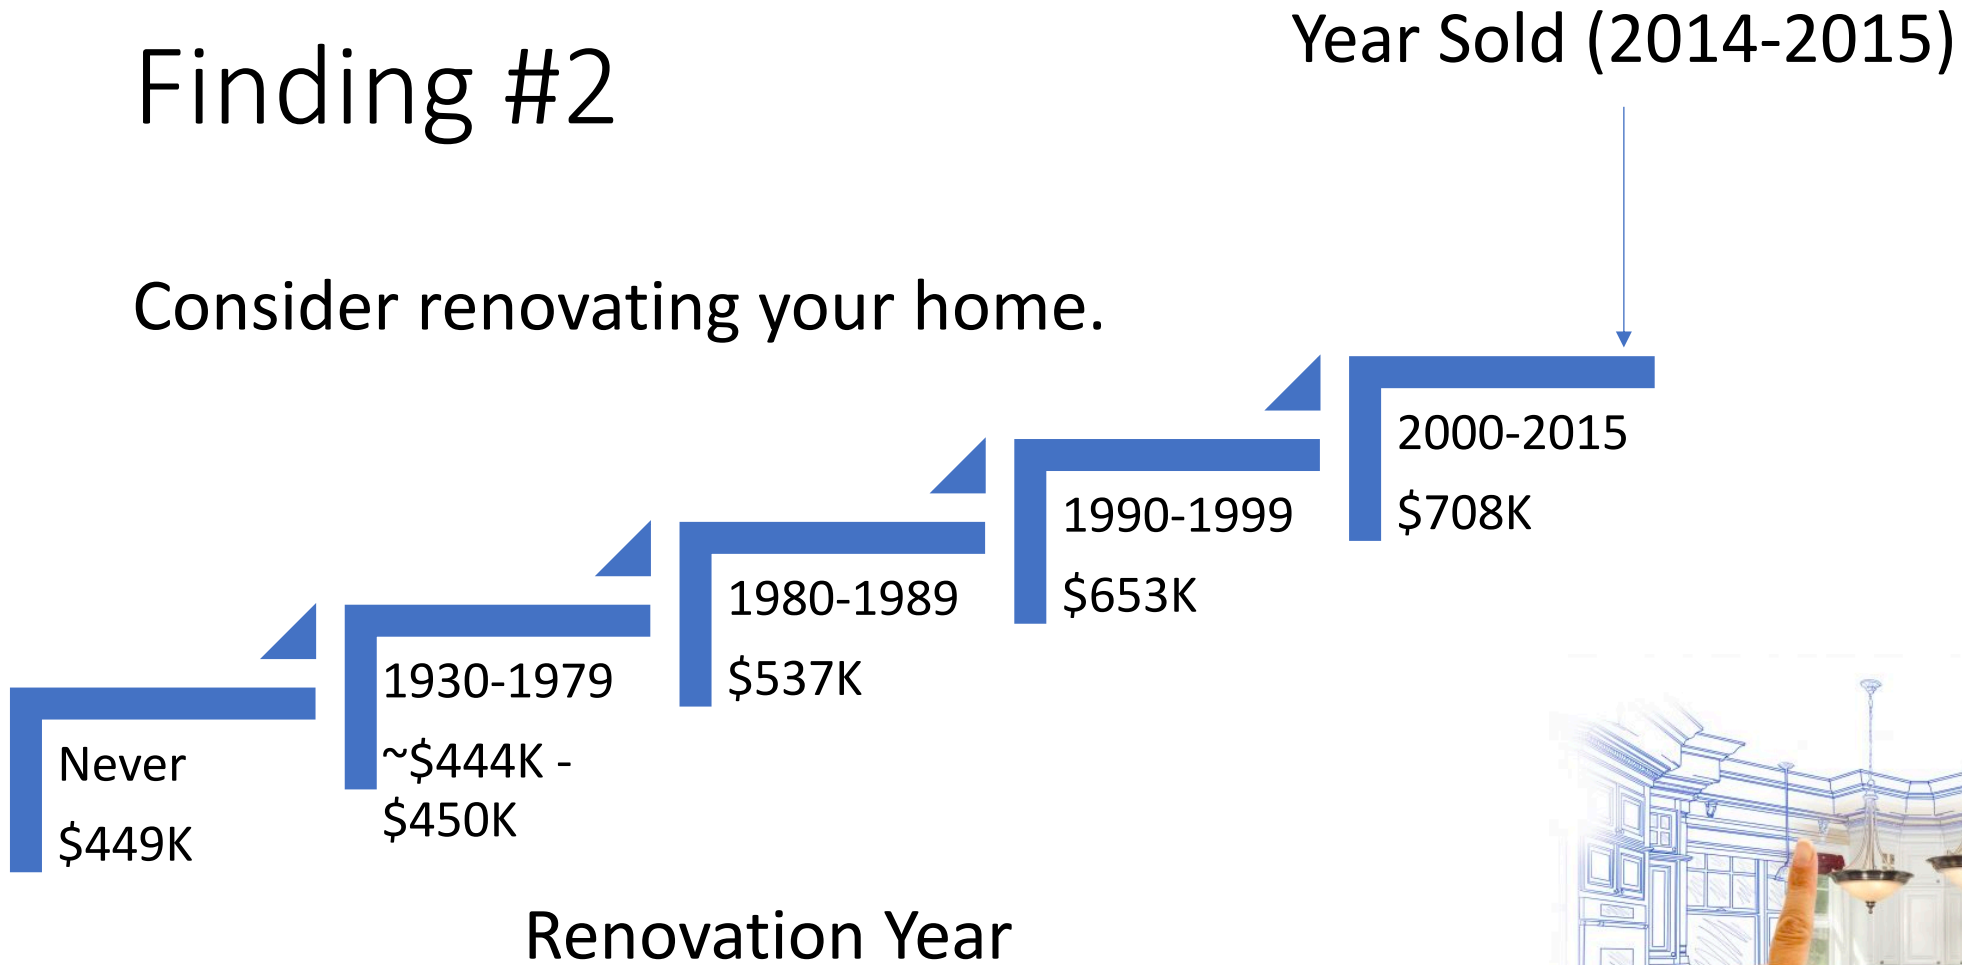 Finding #2
Year Sold (2014-2015)
Consider renovating your home.
Never
$449K
1930-1979
~$444K -
$450K
1980-1989
$537K
1990-1999
$653K
2000-2015
$708K
Renovation Year